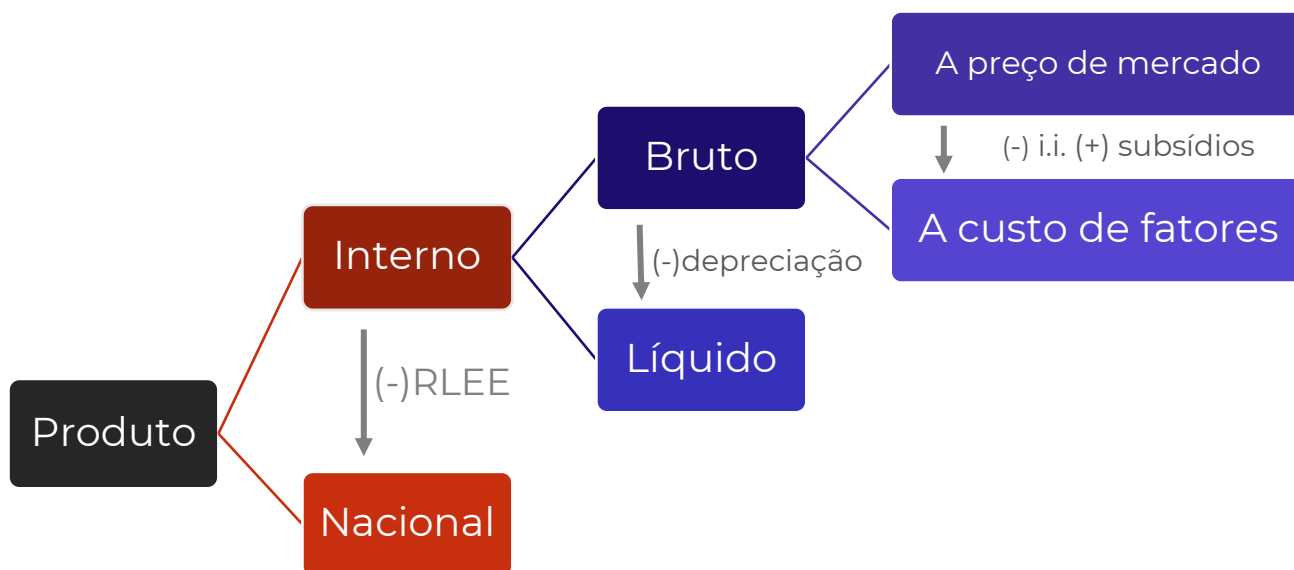 A preço de mercado
(-) i.i. (+) subsídios
Bruto
A custo de fatores
Interno
(-)depreciação
Líquido
(-)RLEE
Produto
Nacional